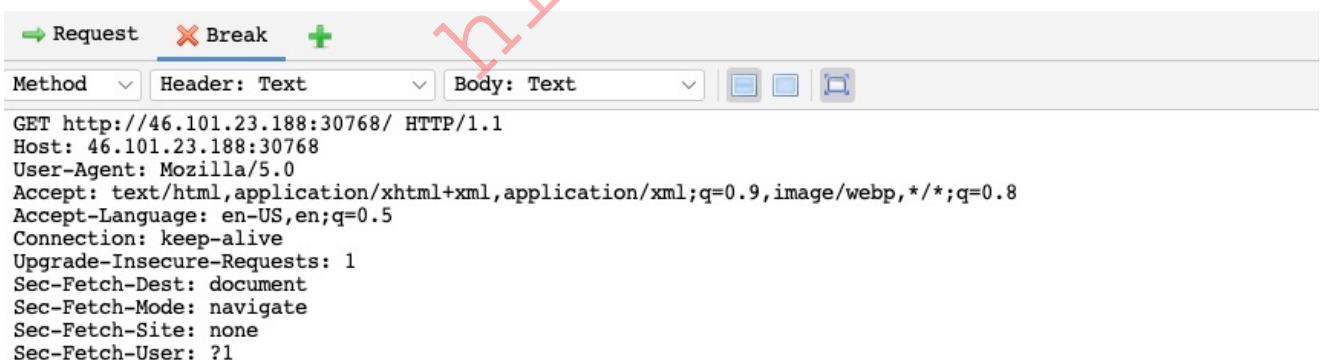 Request Break
Method Header: Text Body: Text
GET http://46.101.23.188:30768/ HTTP/1.1
Host: 46.101.23.188:30768
User-Agent: Mozilla/5.0
Accept: text/html,application/xhtml+xml,application/xml;q=0.9,image/webp,*/*;q=0.8
Accept-Language: en-US,en;q=0.5
Connection: keep-alive
Upgrade-Insecure-Requests: 1
Sec-Fetch-Dest: document
Sec-Fetch-Mode: navigate
Sec-Fetch-Site: none
Sec-Fetch-User: ?1